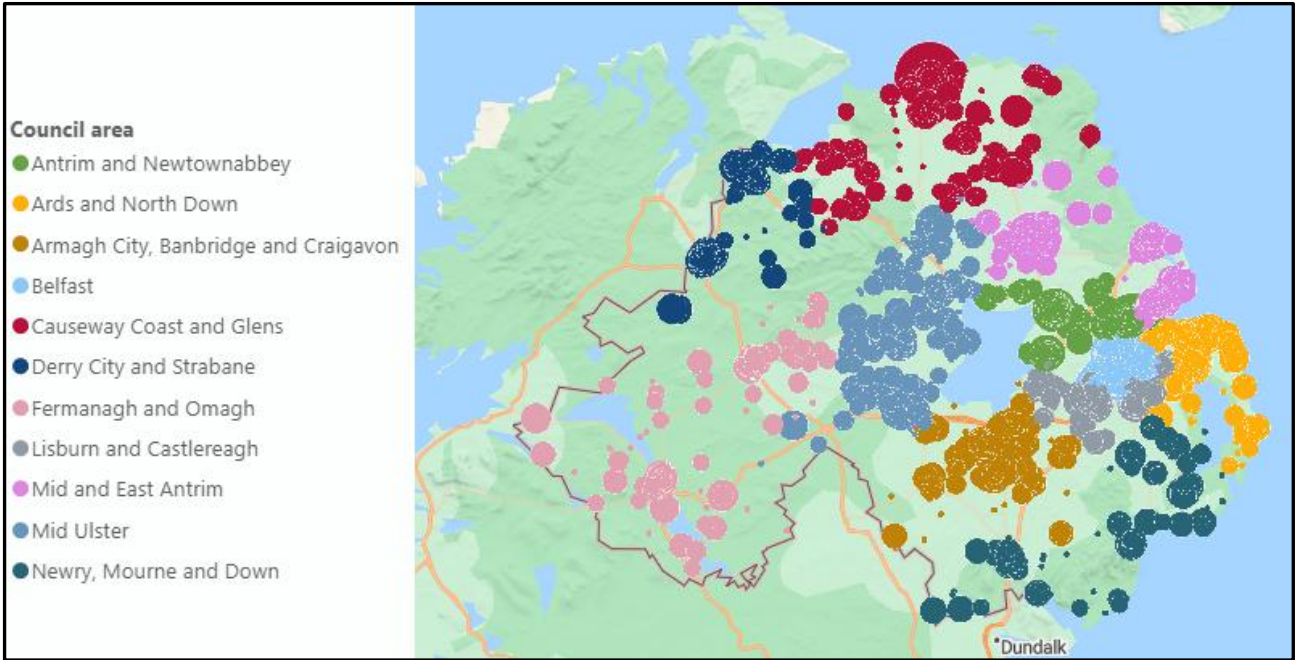 Council area
Antrim and Newtownabbey
Ards and North Down
Armagh City, Banbridge and Craigavon
Belfast
Causeway Coast and Glens
Derry City and Strabane
Fermanagh and Omagh
Lisburn and Castlereagh
Mid and East Antrim
Mid Ulster
Newry, Mourne and Down
Dundalk